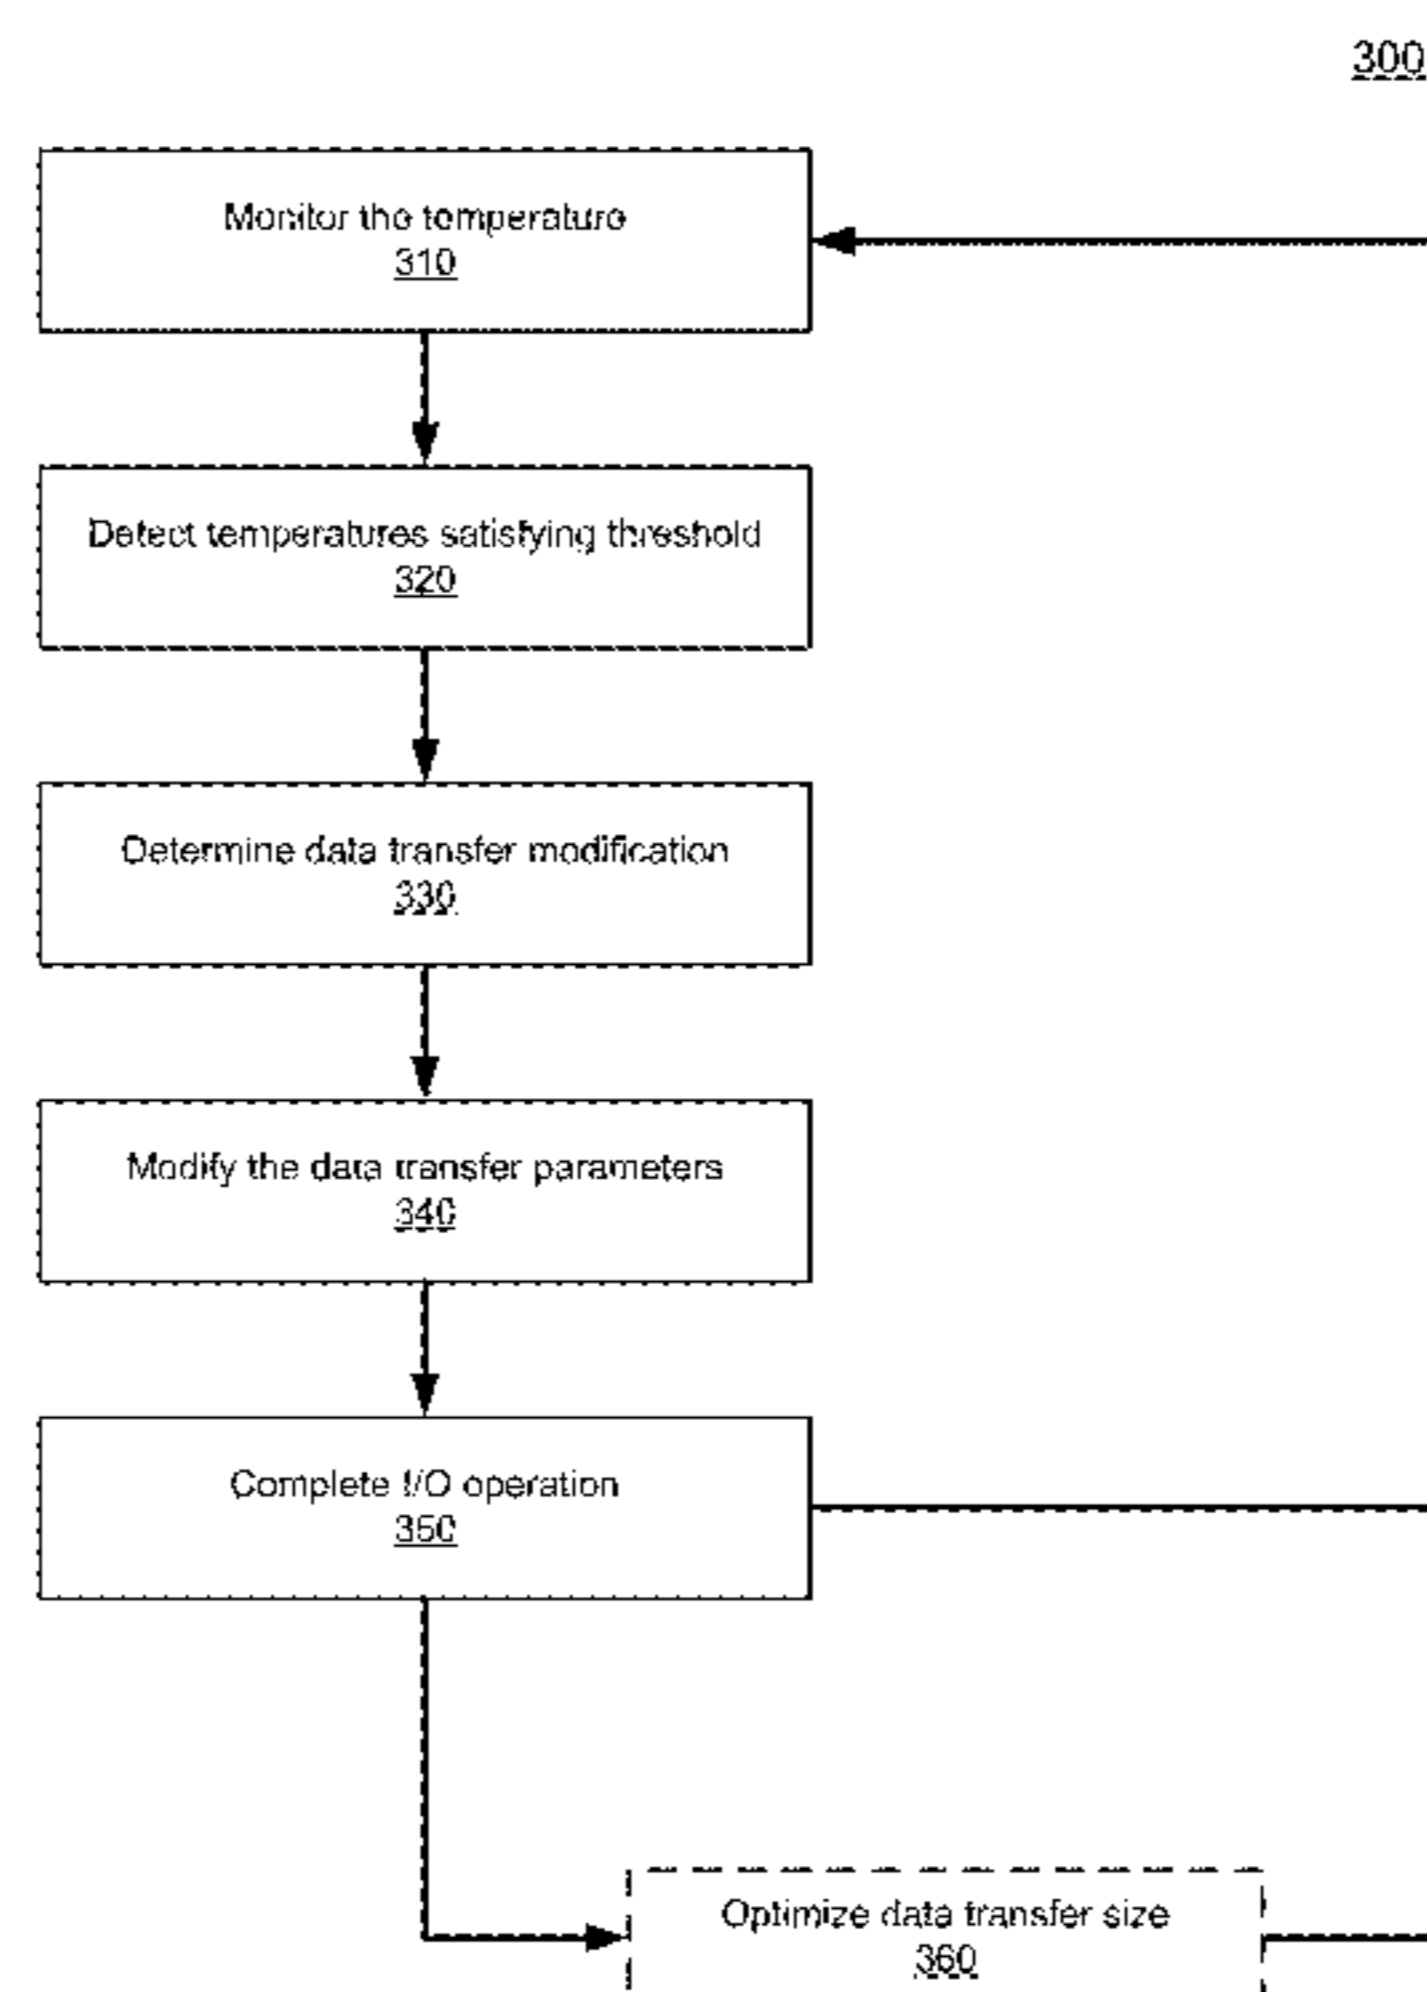 300
Monitor the temperature
310
Detect temperatures satisfying threshold
320
Determine data transfer modification
330
Modify the data transfer parameters
340
Complete I/O operation
350
Optimize data transfer size
360